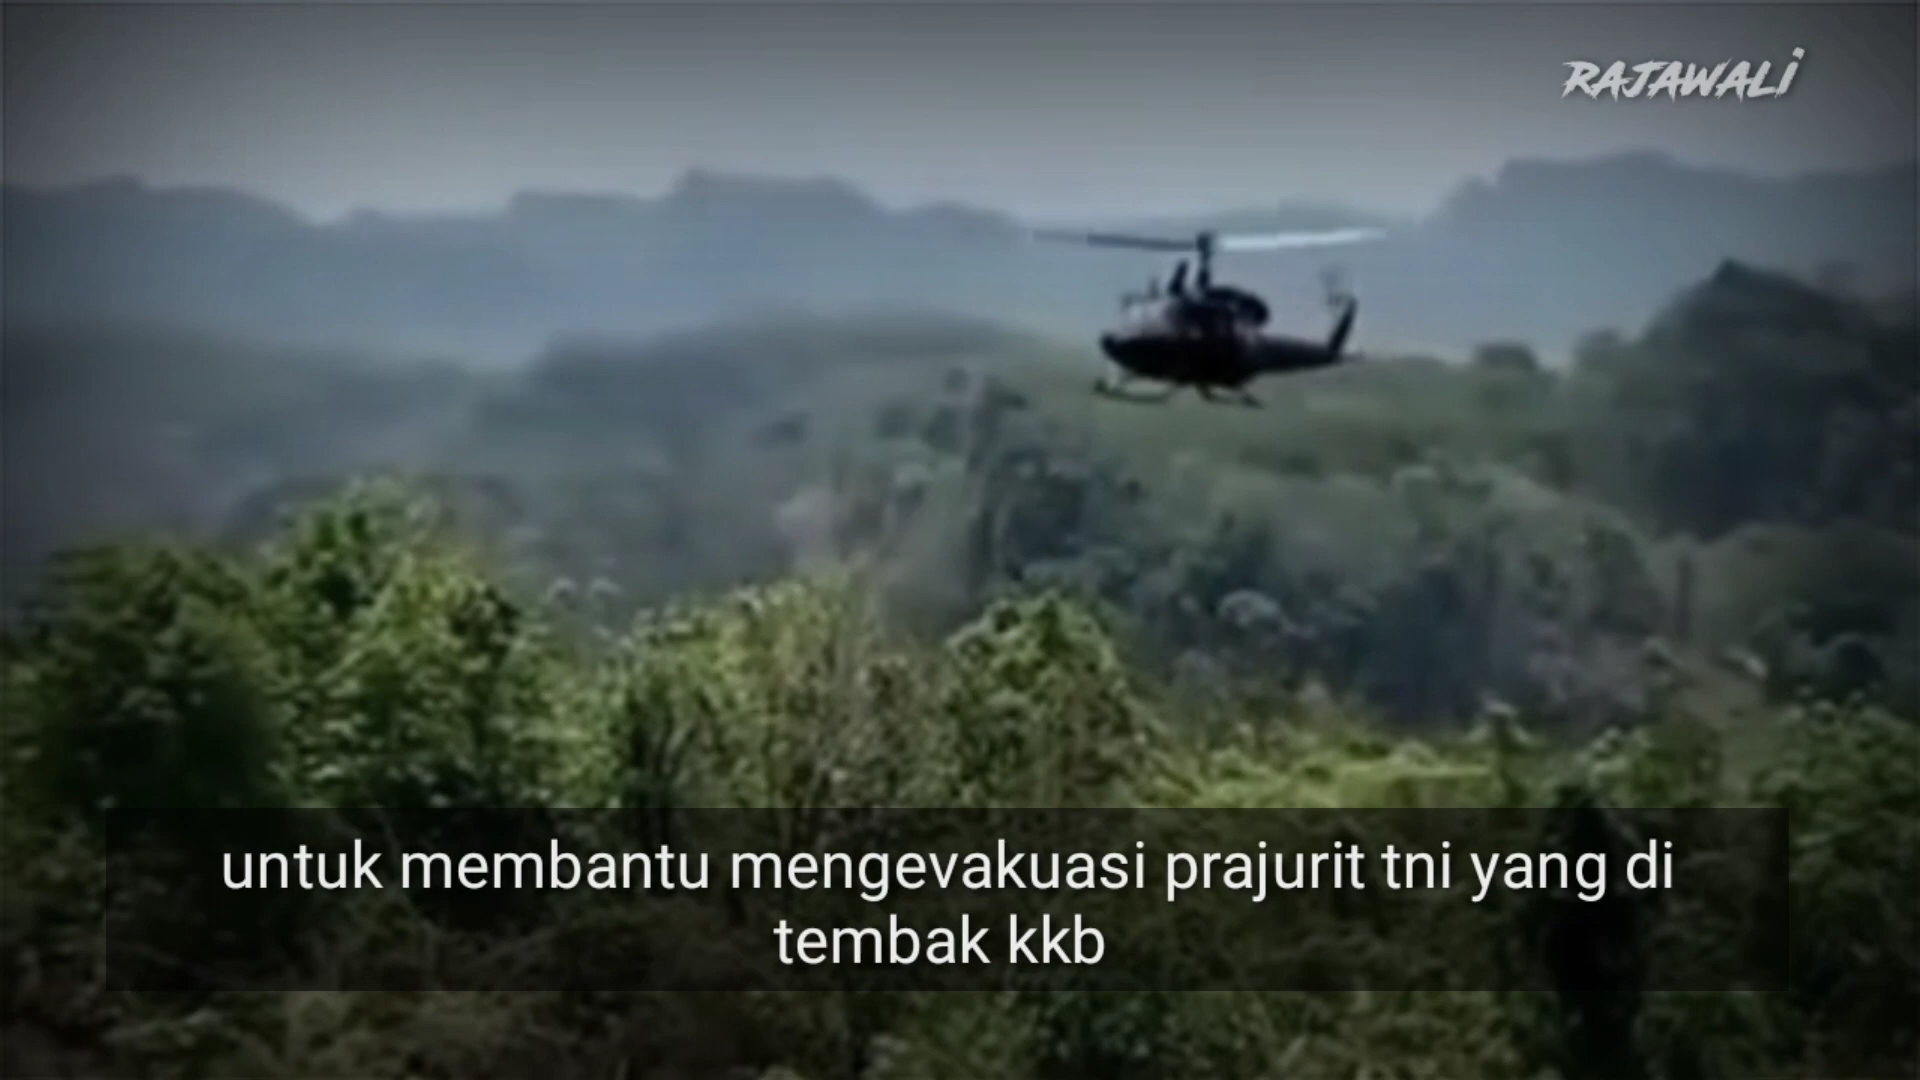 RAJAWALI
untuk membantu mengevakuasi prajurit tni yang di
tembak kkb